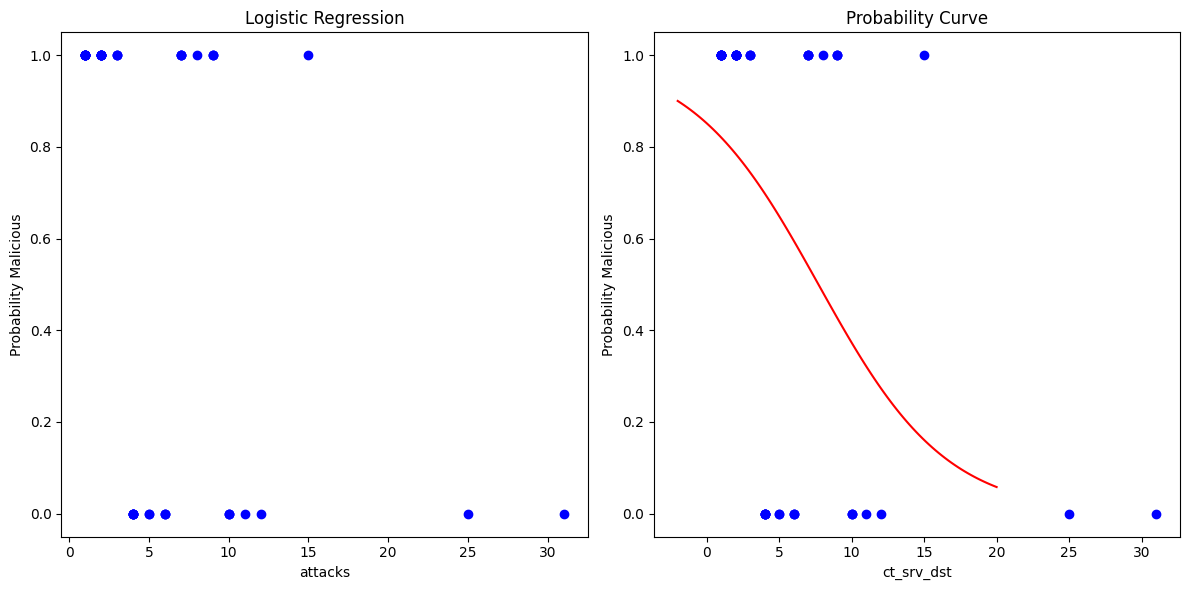 Logistic Regression
Probability Malicious
1.0
0.8
0.6
0.4
0.2
0.0
0 5 10 15 20 25 30
attacks
Probability Curve
Probability Malicious
1.0
0.8
0.6
0.4
0.2
0.0
0 5 10 15 20 25 30
ct_srv_dst